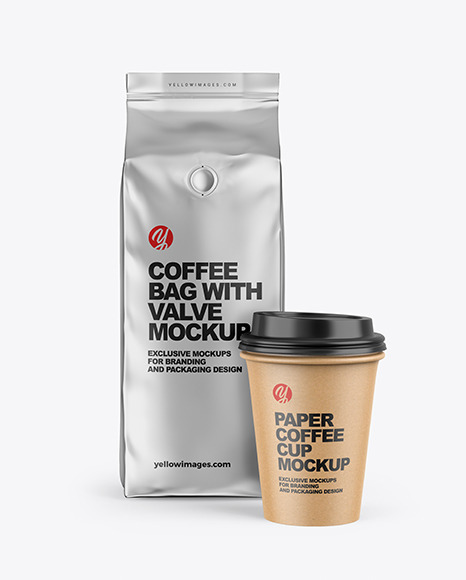 YELLOWIMAGES.COM
COFFEE
BAG WITH
VALVE
MOCKUP
EXCLUSIVE MOCKUPS
FOR BRANDING
AND PACKAGING DESIGN
yellowimages.com
PAPER
COFFEE
CUP
MOCKUP
EXCLUSIVE MOCKUPS
FOR BRANDING
AND PACKAGING DESIGN